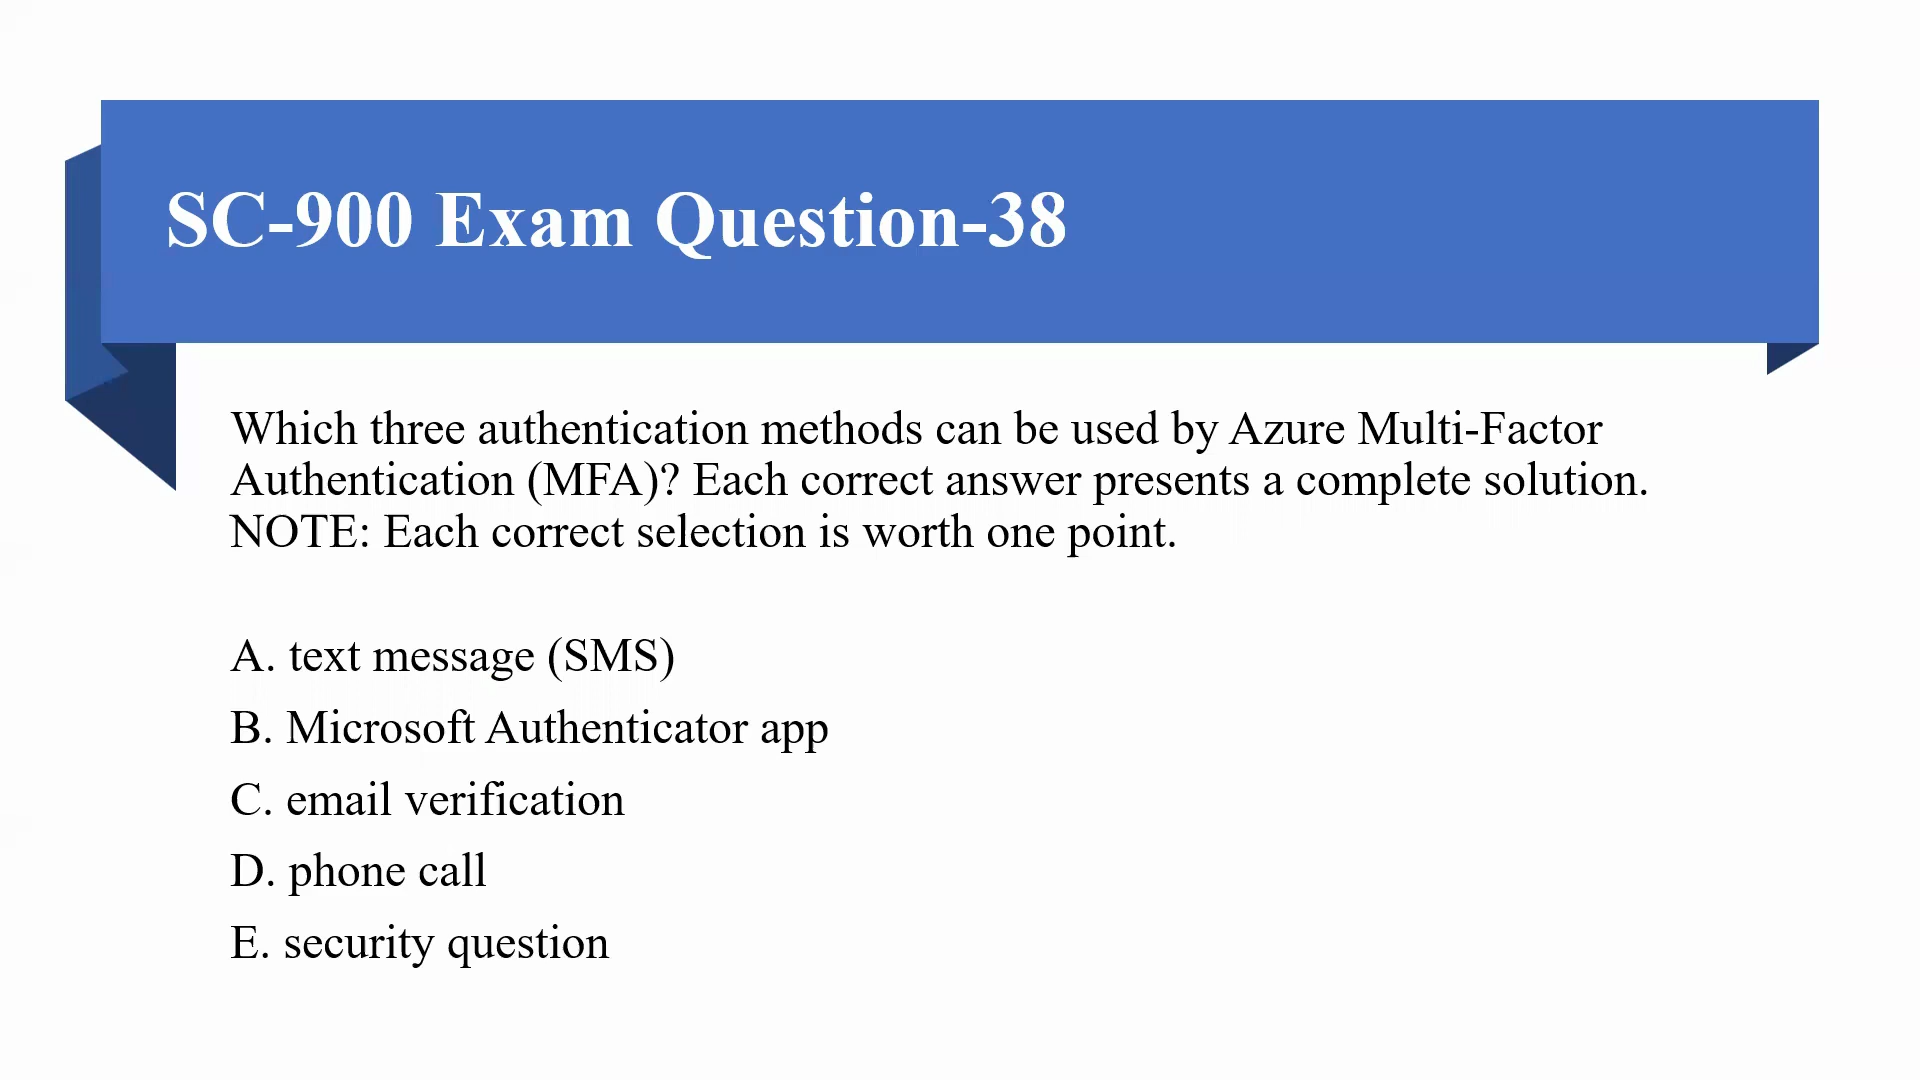 SC-900 Exam Question-38
Which three authentication methods can be used by Azure Multi-Factor
Authentication (MFA)? Each correct answer presents a complete solution.
NOTE: Each correct selection is worth one point.
A. text message (SMS)
B. Microsoft Authenticator app
C. email verification
D. phone call
E. security question